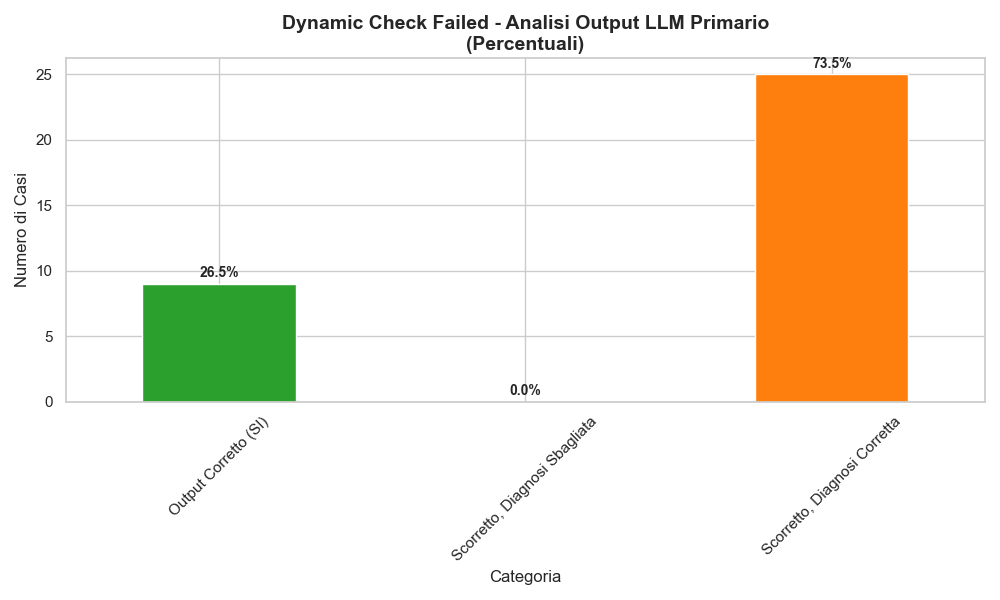 Dynamic Check Failed - Analisi Output LLM Primario
(Percentuali)
Numero di Casi
25
20
15
10
5
0
26.5%
0.0%
73.5%
Output Corretto (SI)
Scorretto, Diagnosi Sbagliata
Scorretto, Diagnosi Corretta
Categoria